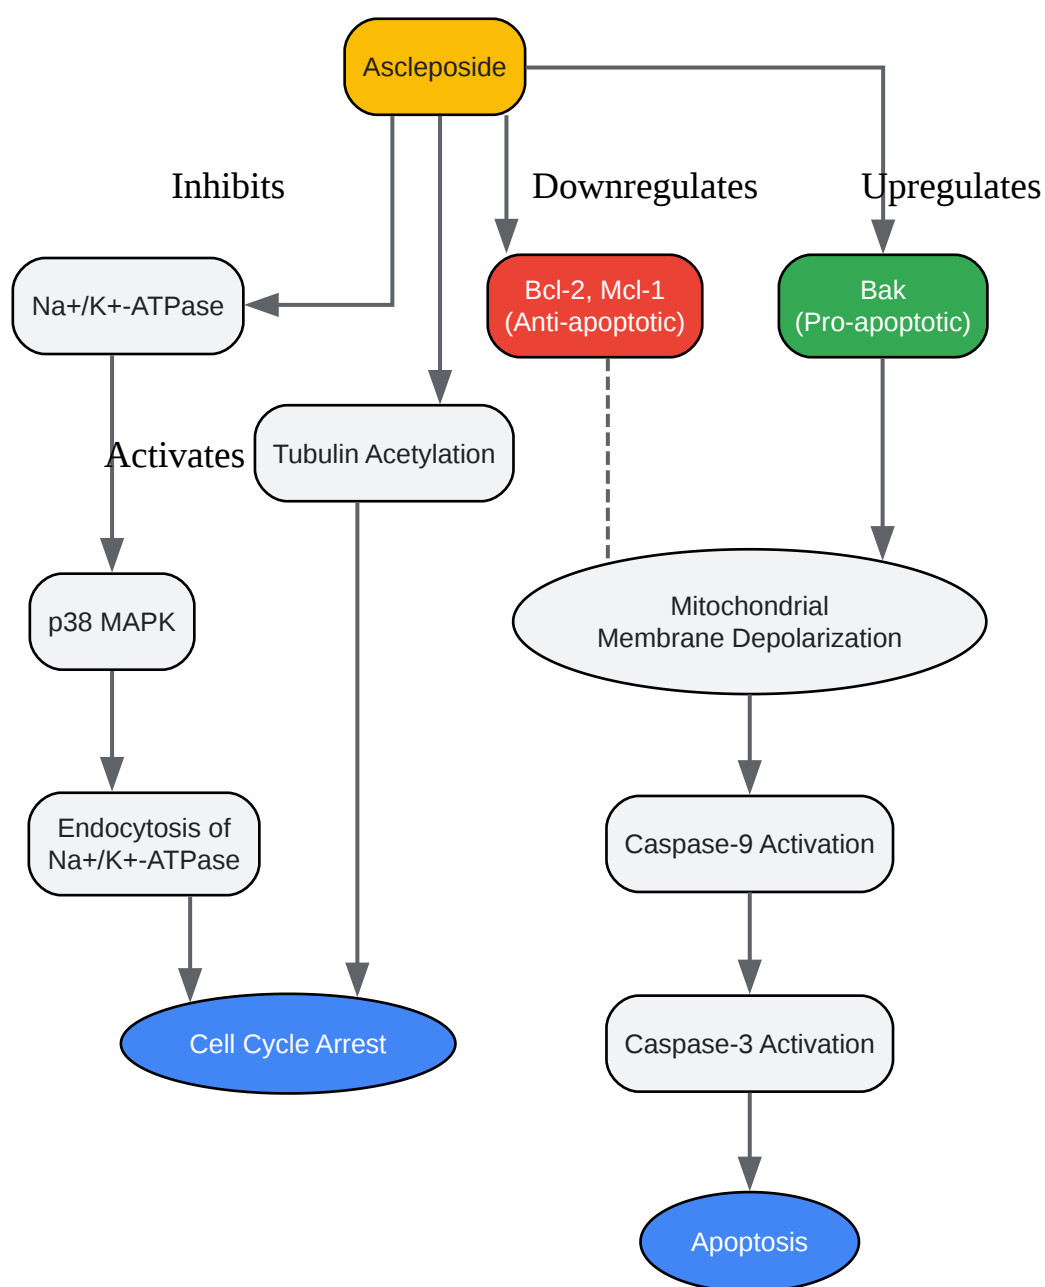 Ascleposide
Inhibits
Downregulates
Upregulates
Na+/K+-ATPase
Bcl-2, Mcl-1
(Anti-apoptotic)
Bak
(Pro-apoptotic)
Activates
Tubulin Acetylation
p38 MAPK
Mitochondrial
Membrane Depolarization
Endocytosis of
Na+/K+-ATPase
Caspase-9 Activation
Cell Cycle Arrest
Caspase-3 Activation
Apoptosis